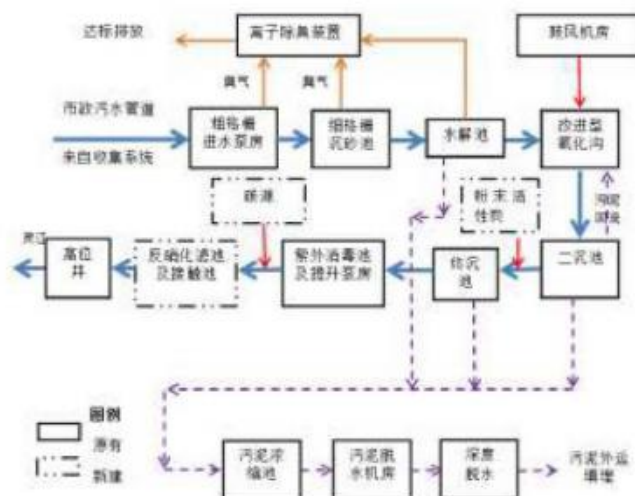 达标排放
离子除臭装置
鼓风机房
臭气
臭气
市政污水管道
来自收集系统
粗格栅
进水泵房
细格栅
沉砂池
水解池
改进型
氧化沟
碳源
粉末活
性炭
污泥
回流
高位
井
反硝化滤池
及接触池
紫外消毒池
及提升泵房
终沉
池
二沉池
图例
原有
新建
污泥浓
缩池
污泥脱
水机房
深度
脱水
污泥外运
填埋